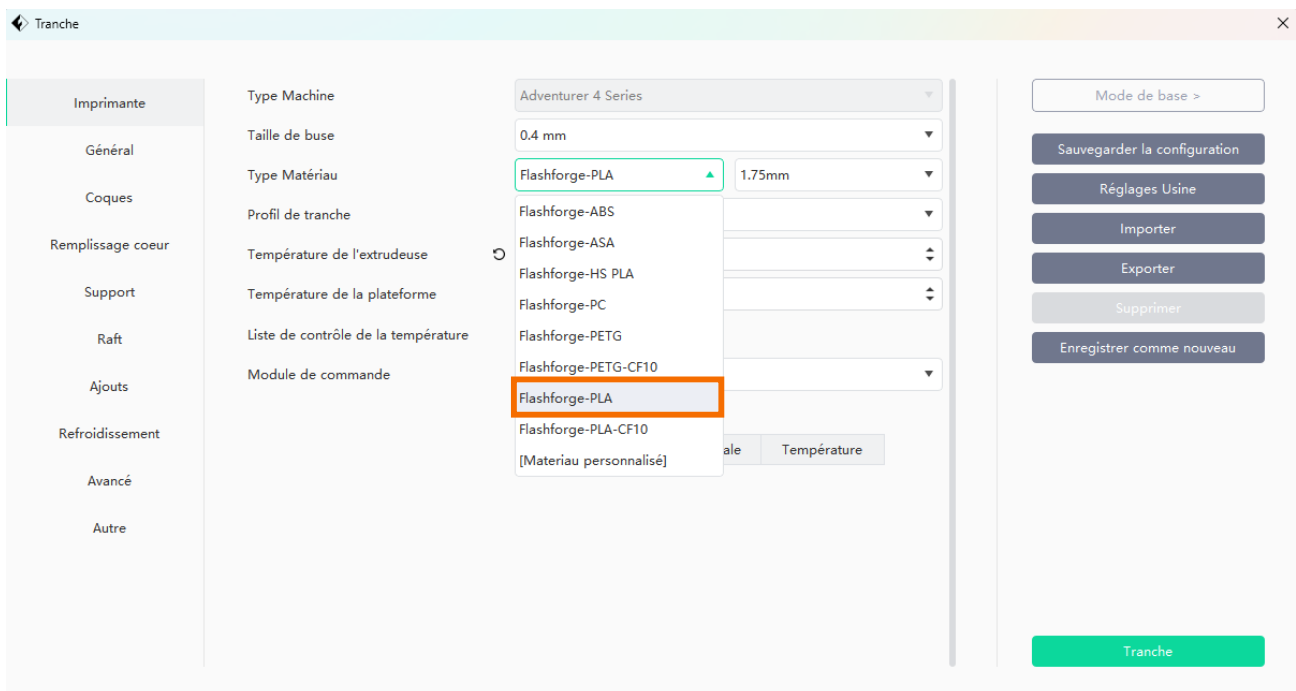 Tranche
Imprimante
Général
Coques
Remplissage coeur
Support
Raft
Ajouts
Refroidissement
Avancé
Autre
Type Machine
Adventurer 4 Series
Taille de buse
0.4 mm
Type Matériau
Flashforge-PLA
1.75mm
Profil de tranche
Température de l'extrudeuse
Température de la plateforme
Liste de contrôle de la température
Module de commande
Flashforge-ABS
Flashforge-ASA
Flashforge-HS PLA
Flashforge-PC
Flashforge-PETG
Flashforge-PETG-CF10
Flashforge-PLA
Flashforge-PLA-CF10
[Materiau personnalisé]
ale
Température
Mode de base >
Sauvegarder la configuration
Réglages Usine
Importer
Exporter
Supprimer
Enregistrer comme nouveau
Tranche